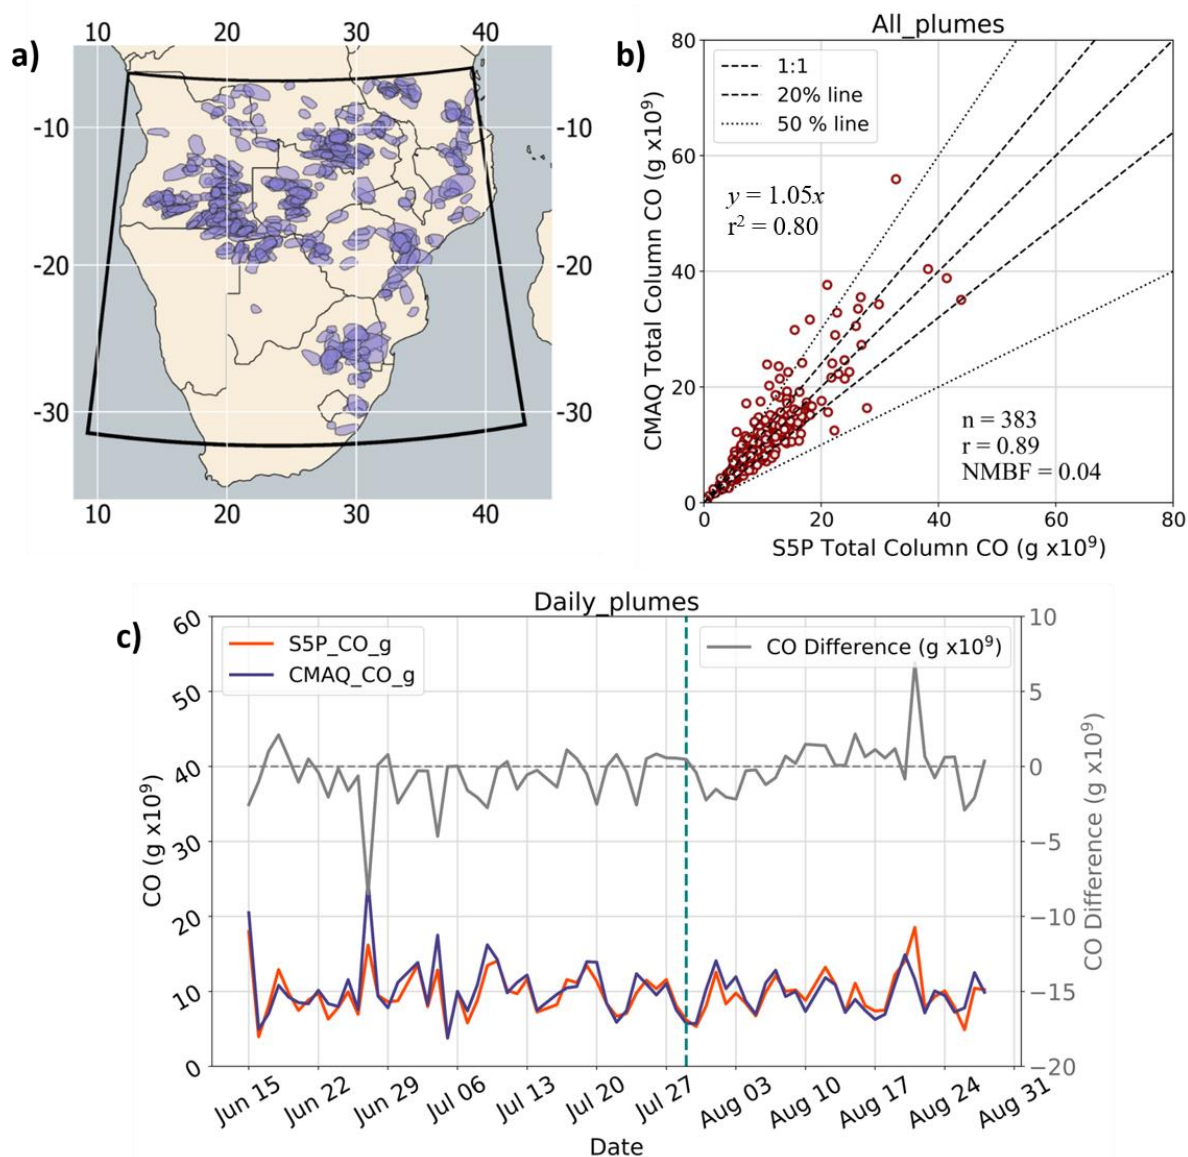 a)
10 20 30 40
-10 -10
-20 -20
-30 -30
10 20 30 40
b)
All_plumes
CMAQ Total Column CO (g x10⁹)
80
60
40
20
0
1:1
20% line
50 % line
y = 1.05x
r² = 0.80
n = 383
r = 0.89
NMBF = 0.04
0 20 40 60 80
S5P Total Column CO (g x10⁹)
c)
Daily_plumes
CO (g x10⁹)
60
50
40
30
20
10
0
S5P_CO_g
CMAQ_CO_g
CO Difference (g x10⁹)
10
5
0
−5
−10
−15
−20
CO Difference (g x10⁹)
Jun 15 Jun 22 Jun 29 Jul 06 Jul 13 Jul 20 Jul 27 Aug 03 Aug 10 Aug 17 Aug 24 Aug 31
Date